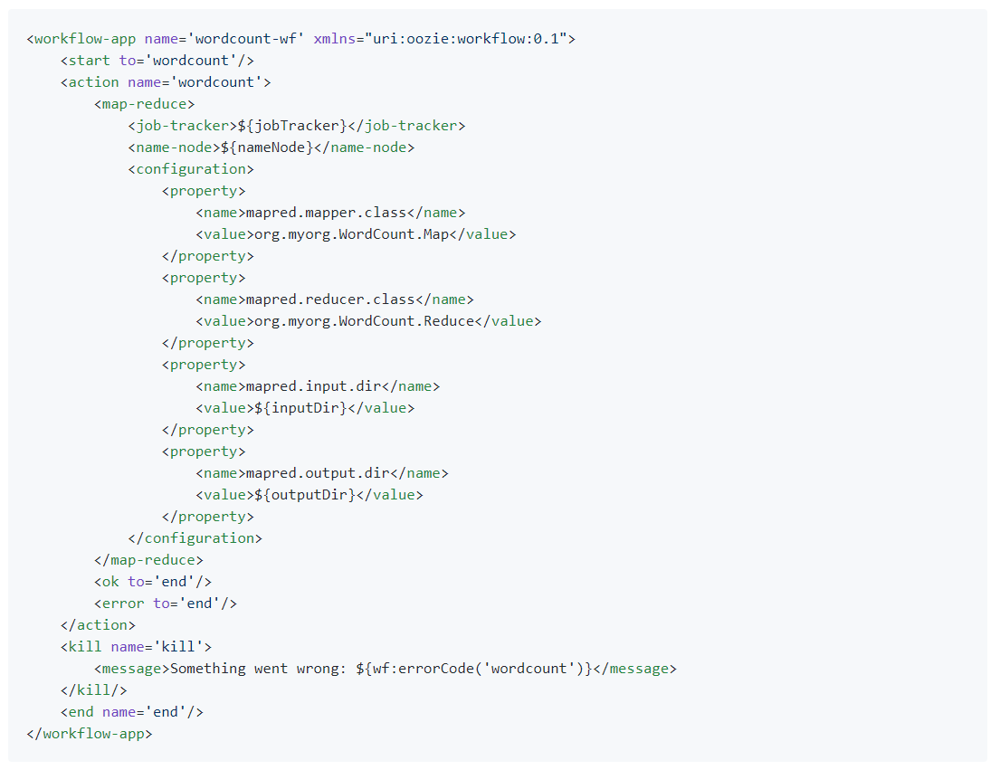 <workflow-app name='wordcount-wf' xmlns="uri:oozie:workflow:0.1">
    <start to='wordcount'/>
    <action name='wordcount'>
        <map-reduce>
            <job-tracker>${jobTracker}</job-tracker>
            <name-node>${nameNode}</name-node>
            <configuration>
                <property>
                    <name>mapred.mapper.class</name>
                    <value>org.myorg.WordCount.Map</value>
                </property>
                <property>
                    <name>mapred.reducer.class</name>
                    <value>org.myorg.WordCount.Reduce</value>
                </property>
                <property>
                    <name>mapred.input.dir</name>
                    <value>${inputDir}</value>
                </property>
                <property>
                    <name>mapred.output.dir</name>
                    <value>${outputDir}</value>
                </property>
            </configuration>
        </map-reduce>
        <ok to='end'/>
        <error to='end'/>
    </action>
    <kill name='kill'>
        <message>Something went wrong: ${wf:errorCode('wordcount')}</message>
    </kill/>
    <end name='end'/>
</workflow-app>